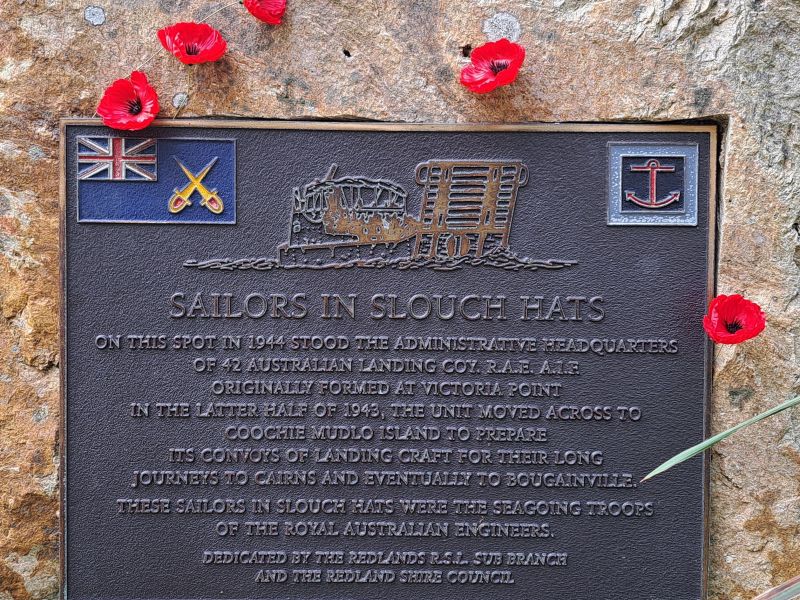 SAILORS IN SLOUCH HATS
ON THIS SPOT IN 1944 STOOD THE ADMINISTRATIVE HEADQUARTERS
OF 42 AUSTRALIAN LANDING COY. R.A.E. A.I.F.
ORIGINALLY FORMED AT VICTORIA POINT
IN THE LATTER HALF OF 1943, THE UNIT MOVED ACROSS TO
COOCHIE MUDLO ISLAND TO PREPARE
ITS CONVOYS OF LANDING CRAFT FOR THEIR LONG
JOURNEYS TO CAIRNS AND EVENTUALLY TO BOUGAINVILLE.
THESE SAILORS IN SLOUCH HATS WERE THE SEAGOING TROOPS
OF THE ROYAL AUSTRALIAN ENGINEERS.
DEDICATED BY THE REDLANDS R.S.L. SUB BRANCH
AND THE REDLAND SHIRE COUNCIL